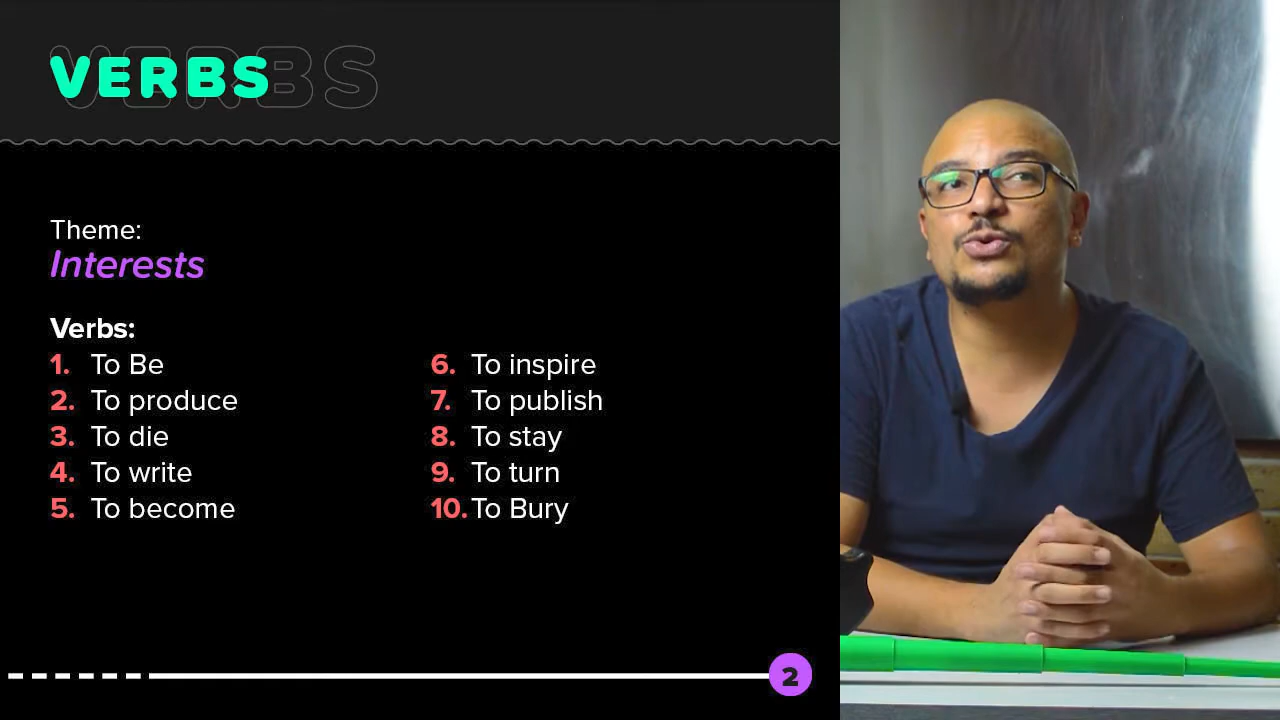 VERBS
Theme:
Interests
Verbs:
1. To Be
2. To produce
3. To die
4. To write
5. To become
6. To inspire
7. To publish
8. To stay
9. To turn
10. To Bury
2